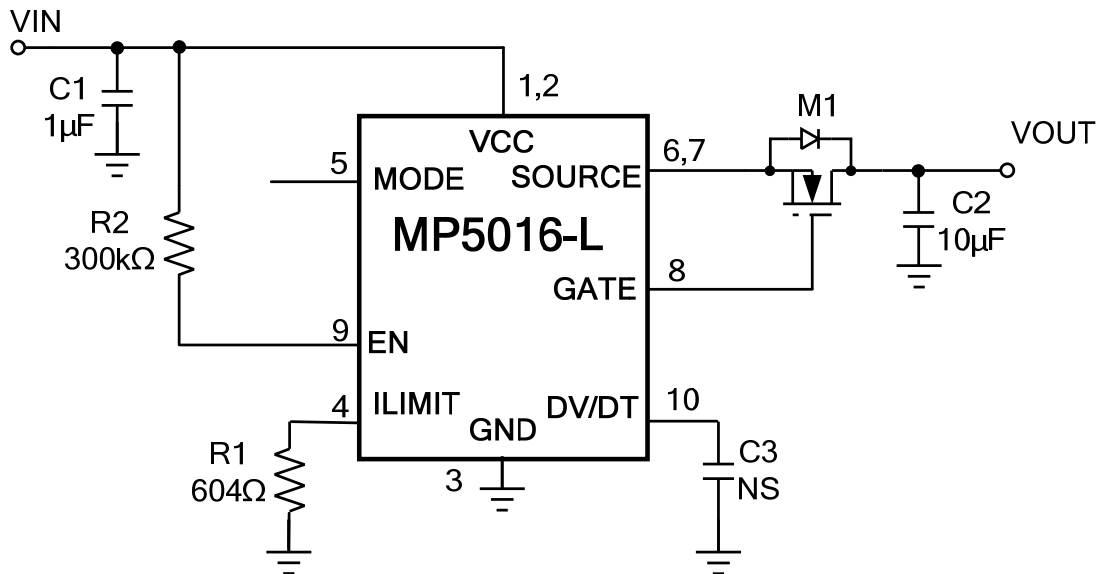 VIN
C1
1µF
R2
300kΩ
1,2
VCC
5
MODE
SOURCE
6,7
MP5016-L
GATE
8
9
EN
4
ILIMIT
GND
DV/DT
10
3
R1
604Ω
C3
NS
M1
VOUT
C2
10µF